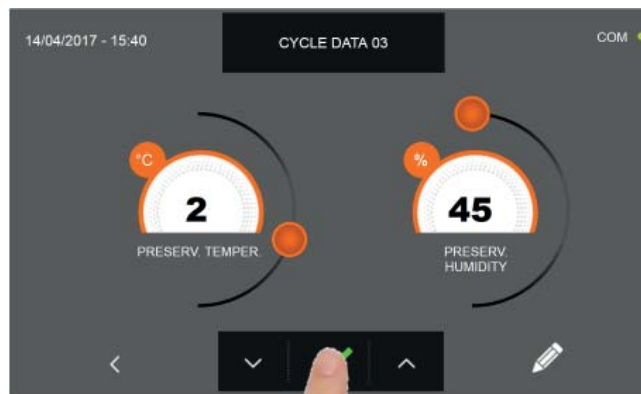 14/04/2017 - 15:40
CYCLE DATA 03
COM
°C
%
2
45
PRESERV. TEMPER.
PRESERV.
HUMIDITY